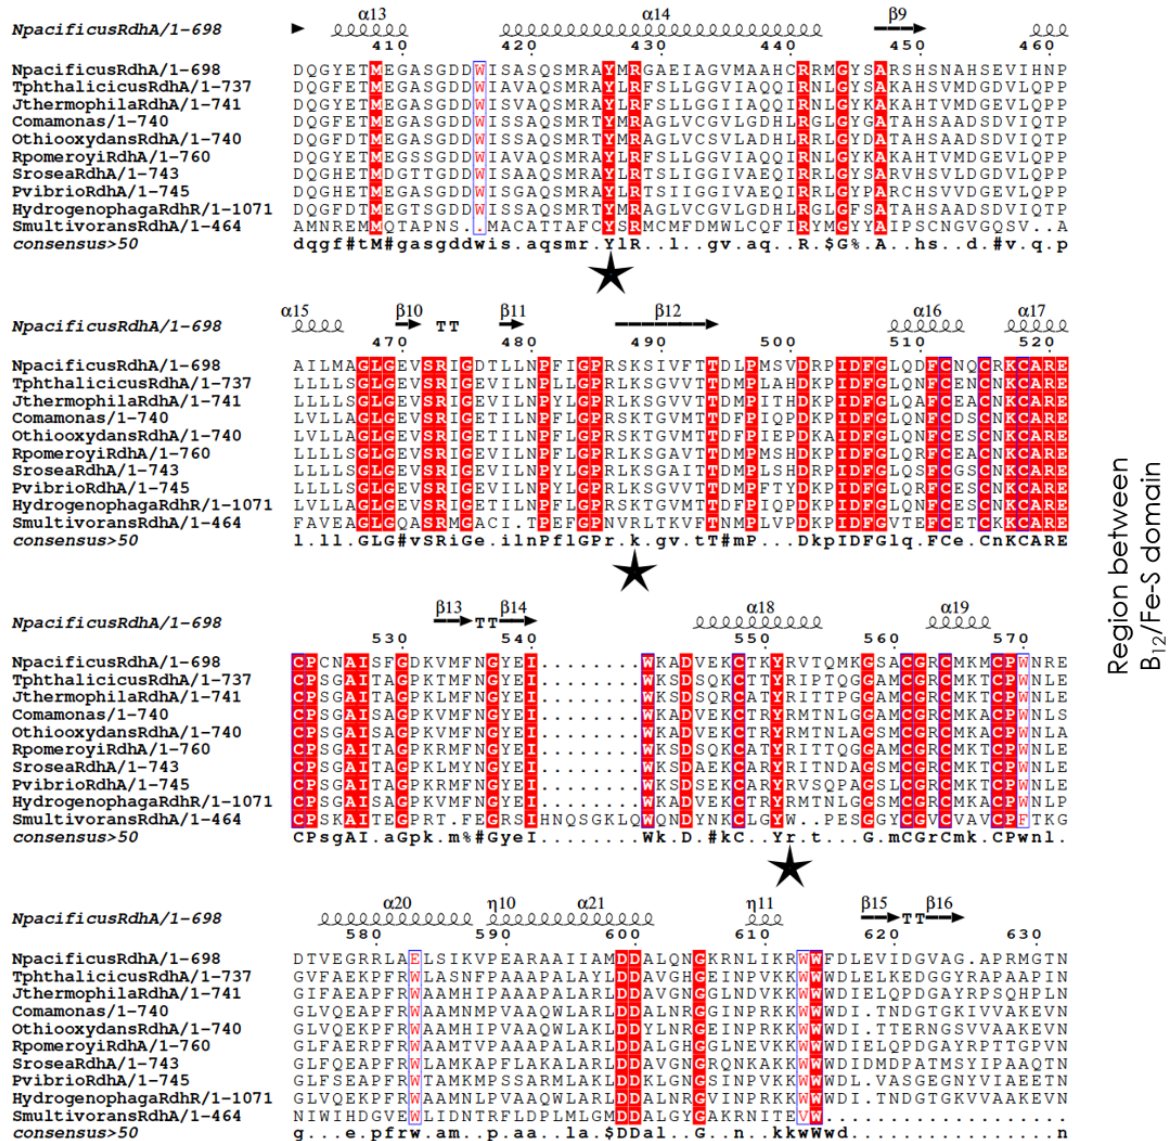 α13 α14 β9
NpacificusRdhA/1-698
410 420 430 440 450 460
NpacificusRdhA/1-698 DQGYETMEGASGDDWISASQSMRAYMRGAEIAGVMAAHCRRMGYSARSHSNAHSEVIHNP
TphthalicicusRdhA/1-737 DQGFETMEGASGDDWIAVAQSMRAYLRFSLLGGVIAQQIRNLGYSAKAHSVMDGDVLQPP
JthermophilaRdhA/1-741 DQGYETMEGASGDDWISVAQSMRAYLRFSLLGGVIAQQIRNLGYKAKAHTVMDGEVLQPP
Comamonas/1-740 DQGYDTMEGASGDDWISSAQSMRTYMRAGLVCGVLGDHLRGLGYGATAHSAADSDVIQTP
OthiooxydansRdhA/1-740 DQGFDTMEGASGDDWISSAQSMRTYMRAGLVCSVLADHLRRLGYDATAHSAADSDVIQTP
RpomeroyiRdhA/1-760 DQGYETMEGSSGDDWIAVAQSMRAYLRFSLLGGVIAQQIRNLGYKAKAHTVMDGEVLQPP
SroseaRdhA/1-743 DQGHETMDGTTGDDWISAAQSMRAYLRISLIGGIVAEQIRRLGYSARVHSVLDGDVLQPP
PvibrioRdhA/1-745 DQGHETMEGASGDDWISGAQSMRAYLRTSLIIGGVIAEQIRRLGYPARCHSVVDGEVLQPP
HydrogenophagaRdhR/1-1071 DQGFDTMEGTSGDDWISSAQSMRTYMRAGLVCGVLGDHLRGLGFSATAHSAADSDVIQTP
SmultivoransRdhA/1-464 AMNREMMQTAPNS..MACATTAFCYSRMCMFDMWLCQFIRYMGYYAIPSCNGVGQSV..A
consensus>50 dqgf#tM#gasgddwis.aqsmr.YlR..l..gv.aq..R.$G%.A..hs..d.#v.q.p
α15 β10 TT β11 β12 α16 α17
NpacificusRdhA/1-698
470 480 490 500 510 520
NpacificusRdhA/1-698 AILMAGLGEVSRIGDTLLNPFIGPRSKSIVFTTDLPMSVDRPIDFGLQDFCNQCRKCARE
TphthalicicusRdhA/1-737 LLLLSGLGEVSRIGEVILNPYLGPRLKSGVVTTDMPLAHDKPIDFGLQNFCENCNKCARE
JthermophilaRdhA/1-741 LLLLSGLGEVSRIGEVILNPYLGPRLKSGVVTTDMPITHDKPIDFGLQAFCEACNKCARE
Comamonas/1-740 LVLLAGLGEVSRIGETILNPFLGPRSKTGVMTTDFPIQPDKPIDFGLQNFCDSCNKCARE
OthiooxydansRdhA/1-740 LVLLAGLGEVSRIGETILNPFLGPRSKTGVMTTDFPIEPDKAIDFGLQNFCESCNKCARE
RpomeroyiRdhA/1-760 LLLLSGLGEVSRIGEVILNPFLGPRLKSGAVTTDMPMSHDKPIDFGLQRFCEACNKCARE
SroseaRdhA/1-743 LLLLSGLGEVSRIGEVILNPYLGPRLKSGAITTDMPLSHDRPIDFGLQSFCGSCNKCARE
PvibrioRdhA/1-745 LLLLSGLGEVSRIGEVILNPYLGPRLKSGVVTTDMPFTYDKPIDFGLQRFCESCNKCARE
HydrogenophagaRdhR/1-1071 LVLLAGLGEVSRIGETILNPFLGPRSKTGVMTTDFPIQPDKPIDFGLQNFCESCNKCARE
SmultivoransRdhA/1-464 FAVEAGLGQASRMGACI.TPEFGPNVRLTKVFTNMPLVPDKPIDFGVTEFCETCKKCARE
consensus>50 l.ll.GLG#vSRiGe.ilnPflGPr.k.gv.tT#mP...DkpIDFGlq.FCe.CnKCARE
β13 TT β14 α18 α19
NpacificusRdhA/1-698
530 540 550 560 570
NpacificusRdhA/1-698 CPCNAISFGDKVMFNGYEI.........WKADVEKCTKYRVTQMKGSACGRCMKMCPWNRE
TphthalicicusRdhA/1-737 CPSGAITAGPKTMFNGYEI.........WKSDSQKCTTYRIPTQGGAMCGRCMKTCPWNLE
JthermophilaRdhA/1-741 CPSGAITAGPKLMFNGYEI.........WKSDSQRCATYRITTPGGAMCGRCMKTCPWNLE
Comamonas/1-740 CPSGAISAGPKVMFNGYEI.........WKADVEKCTRYRMTNLGGAMCGRCMKACPWNLS
OthiooxydansRdhA/1-740 CPSGAISAGPKVMFNGYEI.........WKADVEKCTRYRMTNLAGAMCGRCMKACPWNLA
RpomeroyiRdhA/1-760 CPSGAITAGPKRMFNGYEI.........WKSDSQKCATYRITTQGGAMCGRCMKTCPWNLE
SroseaRdhA/1-743 CPSGAITAGPKLMYNGYEI.........WKSDAEKCARYRITNDAGSMCGRCMKTCPWNLE
PvibrioRdhA/1-745 CPSGAITAGPKRMFNGYEI.........WKSDSEKCARYRVSQPAGSLCGRCMKTCPWNLE
HydrogenophagaRdhR/1-1071 CPSGAISAGPKVMFNGYEI.........WKADVEKCTRYRMTNLGGSMCGRCMKACPWNLP
SmultivoransRdhA/1-464 CPSKAITEGPRT.FEGRSIHNQSGKLQWQNDYNKCLGYW..PESGGYCGVCVAVCPFTKG
consensus>50 CPsgAI.aGpk.m%#Gyei.........Wk.D.#kC..Yr.t...G.mCGrCmk.CPwnl.
α20 η10 α21 η11 β15 TT β16
NpacificusRdhA/1-698
580 590 600 610 620 630
NpacificusRdhA/1-698 DTVEGRRLAELSIKVPEARAAIIAMDDALQNGKRNLIKRWWFDLEVIDGVAG.APRMGTN
TphthalicicusRdhA/1-737 GVFAEKPFRWLASNFPAAAPALAYLDDAVGHGEINPVKRWWWDLELKEDGGYRPVKAVNA
JthermophilaRdhA/1-741 GIFAEAPFRWAAMHIPAAAPALARLDDAVGNGGLNDVKKWWWDIELQPDGAYRPSQHPLN
Comamonas/1-740 GLVQEKPFRWAAMNMPVAAQWLARLDDALNRGGINPRKKWWWDI.TNDGTGKIVVAKEVN
OthiooxydansRdhA/1-740 GLVQEKPFRWAAMHIPVAAQWLAKLDDYLNRGEINPRKKWWWDI.TTERNGSVVAAKEVN
RpomeroyiRdhA/1-760 GLFAERPFRWAAMTVPAAAPALARLDDALGHGGLNEVKKWWWDIELQPDGAYRPTTGPVN
SroseaRdhA/1-743 GLFQEAPFRWLAMKAPFLAKALARLDDAVGNGRQNKAKKWWWDIDMDPATMSYIPAAQTN
PvibrioRdhA/1-745 GLFSEAPFRWTAMKMPSSARMLAKLDDKLGNGSINPVKKWWWDL.VASGEGNYVIAEETN
HydrogenophagaRdhR/1-1071 GLVQEKPFRWAAMNLPVAAQWLARLDDALNRGVINPRKKWWWDI.TNDGTGKVVAAKEVN
SmultivoransRdhA/1-464 NIWIHDGVEWLIDNTRFLDPLMLGMDDALGYGAKRNITEVW...................
consensus>50 g...e.pfrw.am..p.aa..la.$DDal..G..n..kkwWwd.................n
Region between
B12/Fe-S domain